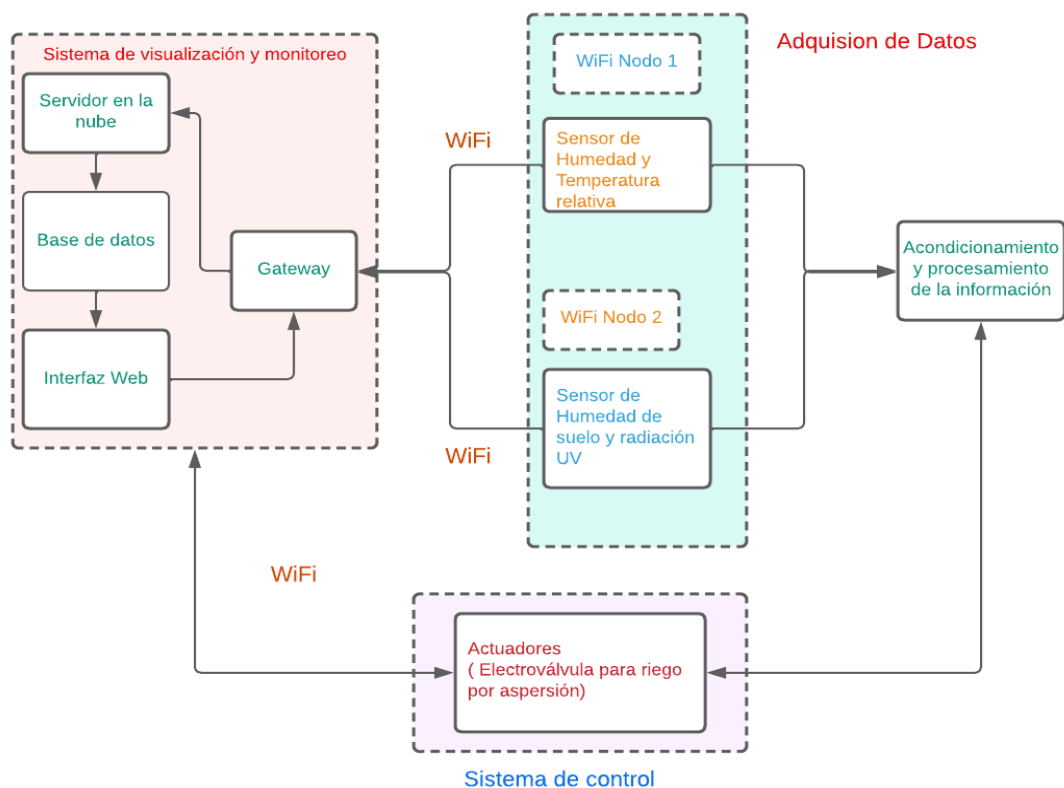 Sistema de visualización y monitoreo
Servidor en la
nube
Base de datos
Interfaz Web
Gateway
WiFi
WiFi
WiFi
Adquision de Datos
WiFi Nodo 1
Sensor de
Humedad y
Temperatura
relativa
WiFi Nodo 2
Sensor de
Humedad de
suelo y radiación
UV
Acondicionamiento
y procesamiento
de la información
Actuadores
( Electroválvula para riego
por aspersión)
Sistema de control